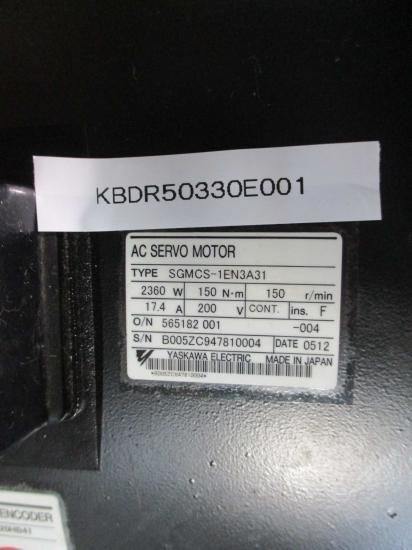 KBDR50330E001
AC SERVO MOTOR
TYPE SGMCS-1EN3A31
2360 W 150 N·m 150 r/min
17.4 A 200 V CONT. ins. F
O/N 565182 001 -004
S/N B005ZC947810004 DATE 0512
YASKAWA ELECTRIC MADE IN JAPAN
*B005ZC947810004*
ENCODER